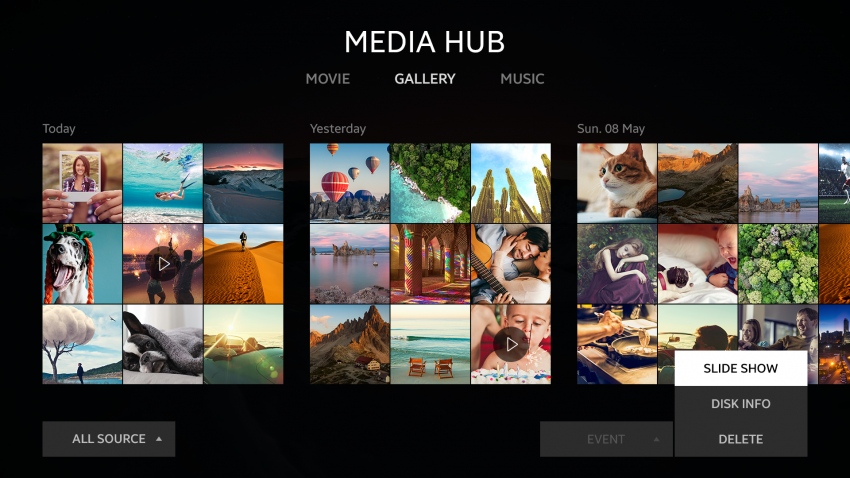 MEDIA HUB
MOVIE GALLERY MUSIC
Today Yesterday Sun. 08 May
SLIDE SHOW
DISK INFO
ALL SOURCE EVENT DELETE